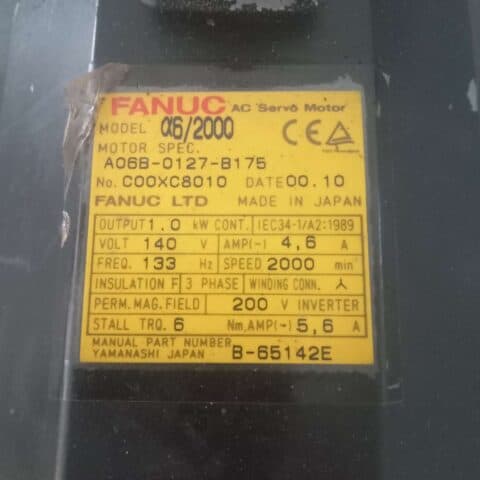 FANUC AC Servo Motor
MODEL α6/2000
MOTOR SPEC.
A06B-0127-B175
No. C00XC8010 DATE 00.10
FANUC LTD MADE IN JAPAN
OUTPUT 1.0 kW CONT. IEC34-1/A2:1989
VOLT 140 V AMP(~) 4,6 A
FREQ. 133 Hz SPEED 2000 min
INSULATION F 3 PHASE WINDING CONN. Y
PERM. MAG. FIELD 200 V INVERTER
STALL TRQ. 6 Nm, AMP(~) 5,6 A
MANUAL PART NUMBER
YAMANASHI JAPAN B-65142E